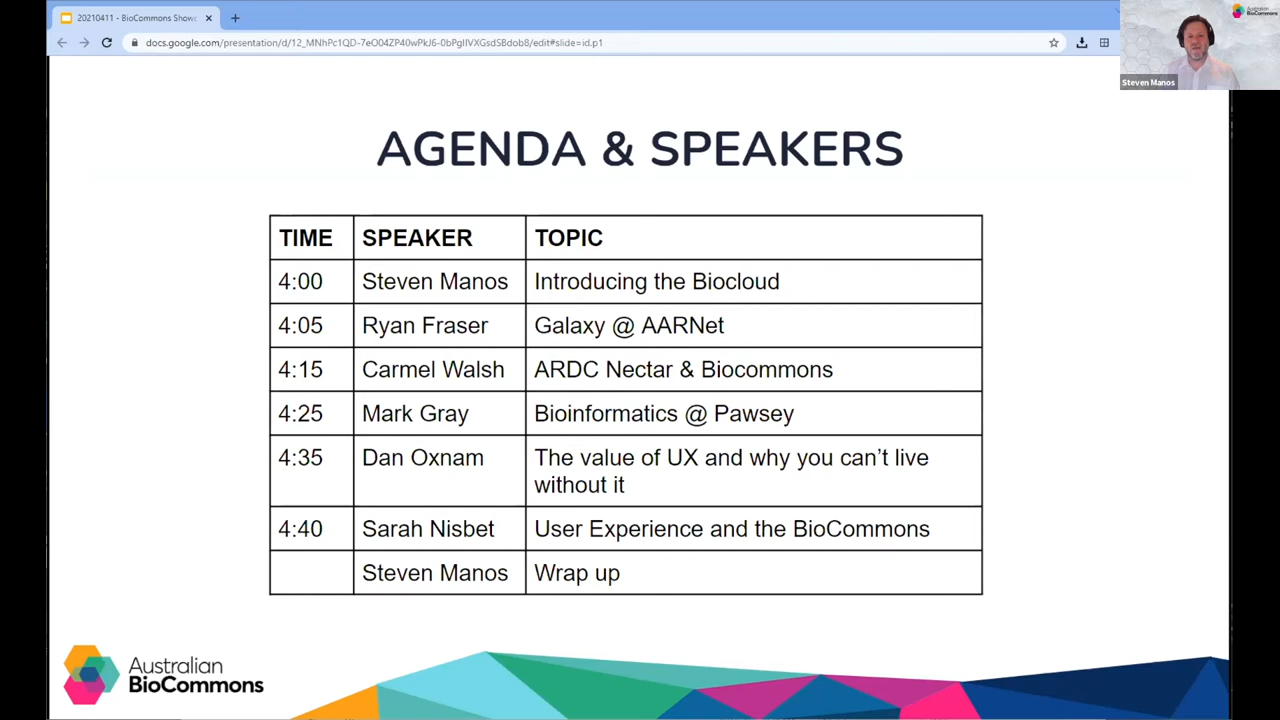 20210411 - BioCommons Showc
docs.google.com/presentation/d/12_MNhPc1QD-7eO04ZP40wPkJ6-0bPgIIVXGsdSBdob8/edit#slide=id.p1
Australian
BioCommons
Steven Manos
AGENDA & SPEAKERS
TIME SPEAKER TOPIC
4:00 Steven Manos Introducing the Biocloud
4:05 Ryan Fraser Galaxy @ AARNet
4:15 Carmel Walsh ARDC Nectar & Biocommons
4:25 Mark Gray Bioinformatics @ Pawsey
4:35 Dan Oxnam The value of UX and why you can’t live
without it
4:40 Sarah Nisbet User Experience and the BioCommons
Steven Manos Wrap up
Australian
BioCommons